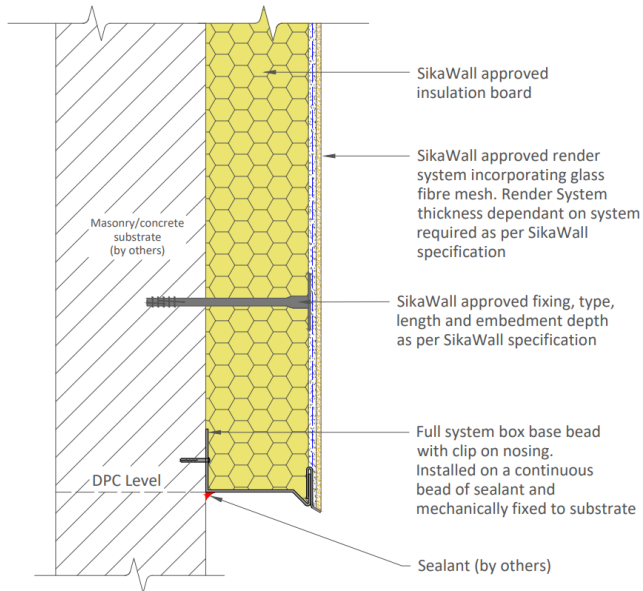 SikaWall approved
insulation board
SikaWall approved render
system incorporating glass
fibre mesh. Render System
thickness dependant on system
required as per SikaWall
specification
Masonry/concrete
substrate
(by others)
SikaWall approved fixing, type,
length and embedment depth
as per SikaWall specification
Full system box base bead
with clip on nosing.
Installed on a continuous
bead of sealant and
mechanically fixed to substrate
DPC Level
Sealant (by others)